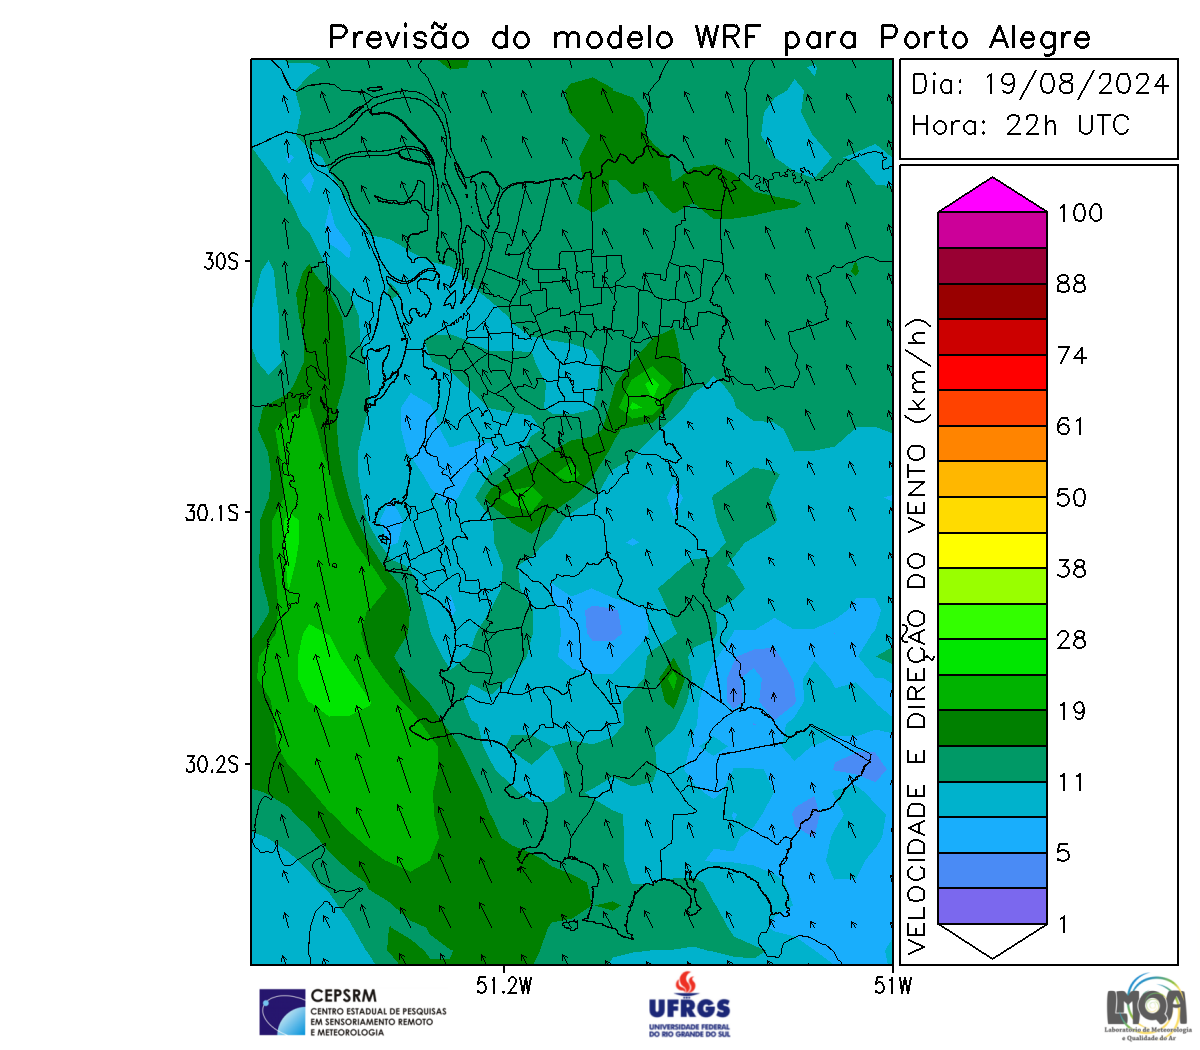 Previsão do modelo WRF para Porto Alegre
Dia: 19/08/2024
Hora: 22h UTC
30S
30.1S
30.2S
51.2W
51W
VELOCIDADE E DIREÇÃO DO VENTO (km/h)
100
88
74
61
50
38
28
19
11
5
1
CEPSRM
CENTRO ESTADUAL DE PESQUISAS
EM SENSORIAMENTO REMOTO
E METEOROLOGIA
UFRGS
UNIVERSIDADE FEDERAL
DO RIO GRANDE DO SUL
LMQA
Laboratório de Meteorologia
e Qualidade do Ar